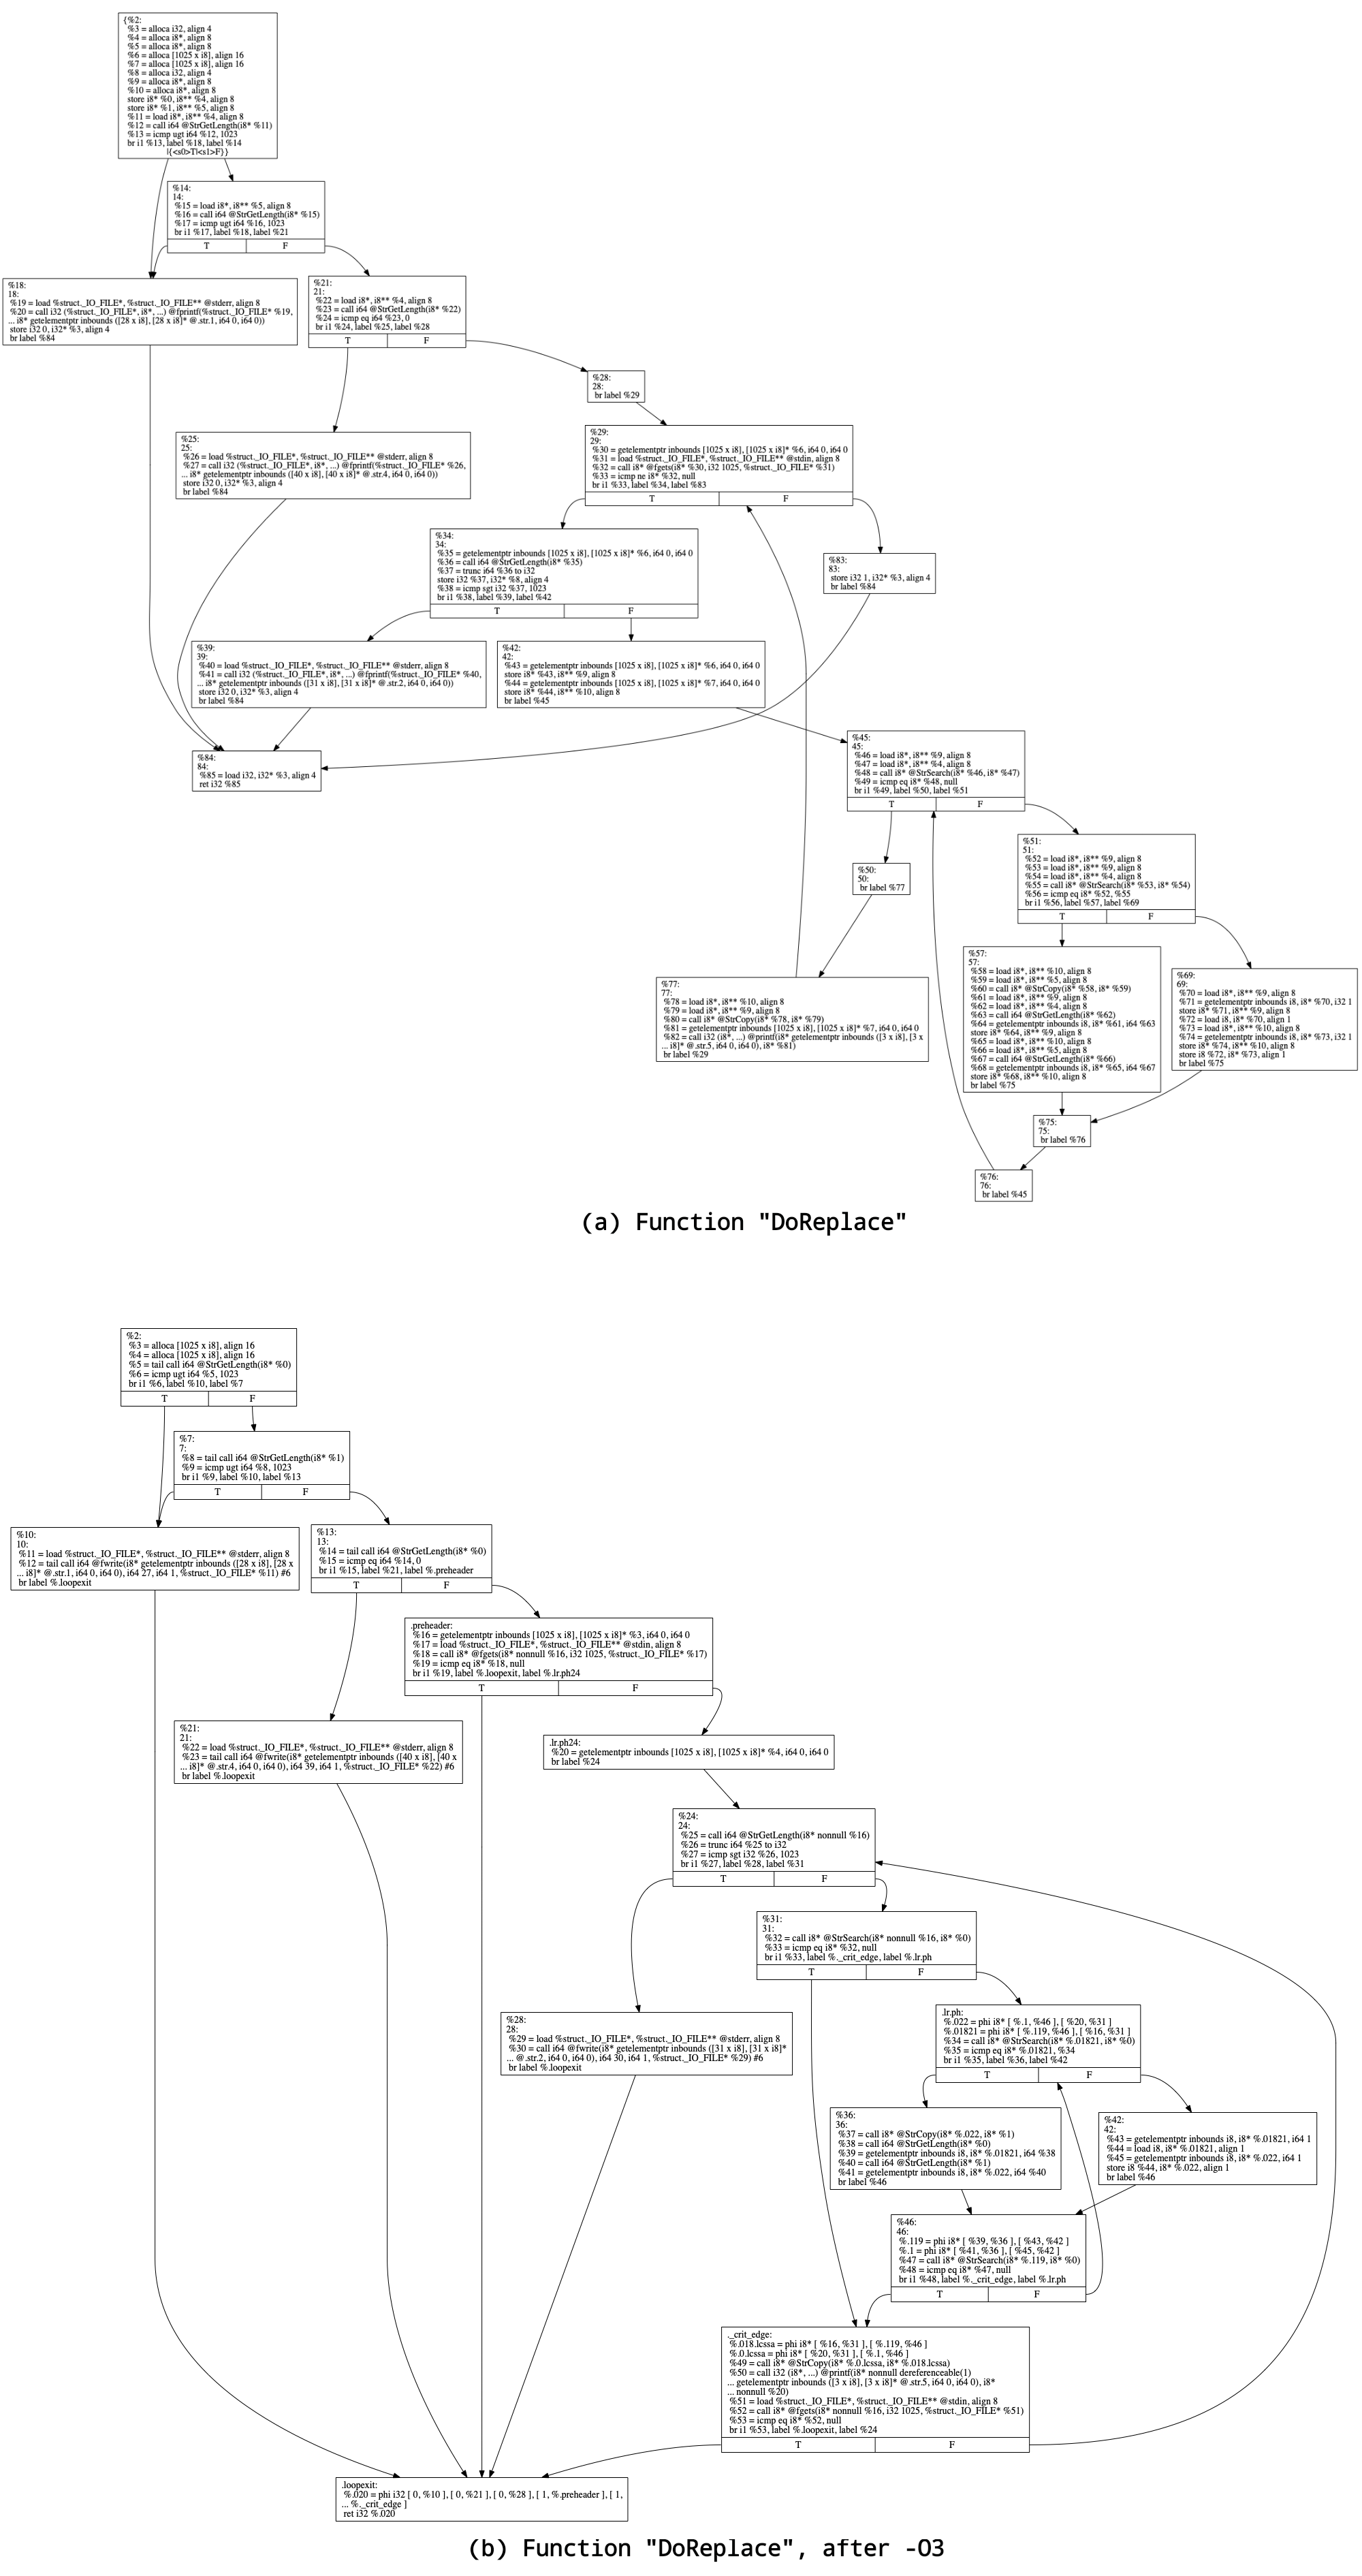 {%2:
%3 = alloca i32, align 4
%4 = alloca i8*, align 8
%5 = alloca i8*, align 8
%6 = alloca [1025 x i8], align 16
%7 = alloca [1025 x i8], align 16
%8 = alloca i32, align 4
%9 = alloca i8*, align 8
%10 = alloca i8*, align 8
store i8* %0, i8** %4, align 8
store i8* %1, i8** %5, align 8
%11 = load i8*, i8** %4, align 8
%12 = call i64 @StrGetLength(i8* %11)
%13 = icmp ugt i64 %12, 1023
br i1 %13, label %18, label %14
|{<s0>T|<s1>F}}
%14:
14:
%15 = load i8*, i8** %5, align 8
%16 = call i64 @StrGetLength(i8* %15)
%17 = icmp ugt i64 %16, 1023
br i1 %17, label %18, label %21
T F
%18:
18:
%19 = load %struct._IO_FILE*, %struct._IO_FILE** @stderr, align 8
%20 = call i32 (%struct._IO_FILE*, i8*, ...) @fprintf(%struct._IO_FILE* %19,
... i8* getelementptr inbounds ([28 x i8], [28 x i8]* @.str.1, i64 0, i64 0))
store i32 0, i32* %3, align 4
br label %84
%21:
21:
%22 = load i8*, i8** %4, align 8
%23 = call i64 @StrGetLength(i8* %22)
%24 = icmp eq i64 %23, 0
br i1 %24, label %25, label %28
T F
%28:
28:
br label %29
%25:
25:
%26 = load %struct._IO_FILE*, %struct._IO_FILE** @stderr, align 8
%27 = call i32 (%struct._IO_FILE*, i8*, ...) @fprintf(%struct._IO_FILE* %26,
... i8* getelementptr inbounds ([40 x i8], [40 x i8]* @.str.4, i64 0, i64 0))
store i32 0, i32* %3, align 4
br label %84
%29:
29:
%30 = getelementptr inbounds [1025 x i8], [1025 x i8]* %6, i64 0, i64 0
%31 = load %struct._IO_FILE*, %struct._IO_FILE** @stdin, align 8
%32 = call i8* @fgets(i8* %30, i32 1025, %struct._IO_FILE* %31)
%33 = icmp ne i8* %32, null
br i1 %33, label %34, label %83
T F
%34:
34:
%35 = getelementptr inbounds [1025 x i8], [1025 x i8]* %6, i64 0, i64 0
%36 = call i64 @StrGetLength(i8* %35)
%37 = trunc i64 %36 to i32
store i32 %37, i32* %8, align 4
%38 = icmp sgt i32 %37, 1023
br i1 %38, label %39, label %42
T F
%83:
83:
store i32 1, i32* %3, align 4
br label %84
%39:
39:
%40 = load %struct._IO_FILE*, %struct._IO_FILE** @stderr, align 8
%41 = call i32 (%struct._IO_FILE*, i8*, ...) @fprintf(%struct._IO_FILE* %40,
... i8* getelementptr inbounds ([31 x i8], [31 x i8]* @.str.2, i64 0, i64 0))
store i32 0, i32* %3, align 4
br label %84
%42:
42:
%43 = getelementptr inbounds [1025 x i8], [1025 x i8]* %6, i64 0, i64 0
store i8* %43, i8** %9, align 8
%44 = getelementptr inbounds [1025 x i8], [1025 x i8]* %7, i64 0, i64 0
store i8* %44, i8** %10, align 8
br label %45
%84:
84:
%85 = load i32, i32* %3, align 4
ret i32 %85
%45:
45:
%46 = load i8*, i8** %9, align 8
%47 = load i8*, i8** %4, align 8
%48 = call i8* @StrSearch(i8* %46, i8* %47)
%49 = icmp eq i8* %48, null
br i1 %49, label %50, label %51
T F
%50:
50:
br label %77
%51:
51:
%52 = load i8*, i8** %9, align 8
%53 = load i8*, i8** %9, align 8
%54 = load i8*, i8** %4, align 8
%55 = call i8* @StrSearch(i8* %53, i8* %54)
%56 = icmp eq i8* %52, %55
br i1 %56, label %57, label %69
T F
%77:
77:
%78 = load i8*, i8** %10, align 8
%79 = load i8*, i8** %9, align 8
%80 = call i8* @StrCopy(i8* %78, i8* %79)
%81 = getelementptr inbounds [1025 x i8], [1025 x i8]* %7, i64 0, i64 0
%82 = call i32 (i8*, ...) @printf(i8* getelementptr inbounds ([3 x i8], [3 x
... i8]* @.str.5, i64 0, i64 0), i8* %81)
br label %29
%57:
57:
%58 = load i8*, i8** %10, align 8
%59 = load i8*, i8** %5, align 8
%60 = call i8* @StrCopy(i8* %58, i8* %59)
%61 = load i8*, i8** %9, align 8
%62 = load i8*, i8** %4, align 8
%63 = call i64 @StrGetLength(i8* %62)
%64 = getelementptr inbounds i8, i8* %61, i64 %63
store i8* %64, i8** %9, align 8
%65 = load i8*, i8** %10, align 8
%66 = load i8*, i8** %5, align 8
%67 = call i64 @StrGetLength(i8* %66)
%68 = getelementptr inbounds i8, i8* %65, i64 %67
store i8* %68, i8** %10, align 8
br label %75
%69:
69:
%70 = load i8*, i8** %9, align 8
%71 = getelementptr inbounds i8, i8* %70, i32 1
store i8* %71, i8** %9, align 8
%72 = load i8, i8* %70, align 1
%73 = load i8*, i8** %10, align 8
%74 = getelementptr inbounds i8, i8* %73, i32 1
store i8* %74, i8** %10, align 8
store i8 %72, i8* %73, align 1
br label %75
%75:
75:
br label %76
%76:
76:
br label %45
(a) Function "DoReplace"
%2:
%3 = alloca [1025 x i8], align 16
%4 = alloca [1025 x i8], align 16
%5 = tail call i64 @StrGetLength(i8* %0)
%6 = icmp ugt i64 %5, 1023
br i1 %6, label %10, label %7
T F
%7:
7:
%8 = tail call i64 @StrGetLength(i8* %1)
%9 = icmp ugt i64 %8, 1023
br i1 %9, label %10, label %13
T F
%10:
10:
%11 = load %struct._IO_FILE*, %struct._IO_FILE** @stderr, align 8
%12 = tail call i64 @fwrite(i8* getelementptr inbounds ([28 x i8], [28 x
... i8]* @.str.1, i64 0, i64 0), i64 27, i64 1, %struct._IO_FILE* %11) #6
br label %.loopexit
%13:
13:
%14 = tail call i64 @StrGetLength(i8* %0)
%15 = icmp eq i64 %14, 0
br i1 %15, label %21, label %.preheader
T F
.preheader:
%16 = getelementptr inbounds [1025 x i8], [1025 x i8]* %3, i64 0, i64 0
%17 = load %struct._IO_FILE*, %struct._IO_FILE** @stdin, align 8
%18 = call i8* @fgets(i8* nonnull %16, i32 1025, %struct._IO_FILE* %17)
%19 = icmp eq i8* %18, null
br i1 %19, label %.loopexit, label %.lr.ph24
T F
%21:
21:
%22 = load %struct._IO_FILE*, %struct._IO_FILE** @stderr, align 8
%23 = tail call i64 @fwrite(i8* getelementptr inbounds ([40 x i8], [40 x
... i8]* @.str.4, i64 0, i64 0), i64 39, i64 1, %struct._IO_FILE* %22) #6
br label %.loopexit
.lr.ph24:
%20 = getelementptr inbounds [1025 x i8], [1025 x i8]* %4, i64 0, i64 0
br label %24
%24:
24:
%25 = call i64 @StrGetLength(i8* nonnull %16)
%26 = trunc i64 %25 to i32
%27 = icmp sgt i32 %26, 1023
br i1 %27, label %28, label %31
T F
%31:
31:
%32 = call i8* @StrSearch(i8* nonnull %16, i8* %0)
%33 = icmp eq i8* %32, null
br i1 %33, label %._crit_edge, label %.lr.ph
T F
%28:
28:
%29 = load %struct._IO_FILE*, %struct._IO_FILE** @stderr, align 8
%30 = call i64 @fwrite(i8* getelementptr inbounds ([31 x i8], [31 x i8]*
... @.str.2, i64 0, i64 0), i64 30, i64 1, %struct._IO_FILE* %29) #6
br label %.loopexit
.lr.ph:
%.022 = phi i8* [ %.1, %46 ], [ %20, %31 ]
%.01821 = phi i8* [ %.119, %46 ], [ %16, %31 ]
%34 = call i8* @StrSearch(i8* %.01821, i8* %0)
%35 = icmp eq i8* %.01821, %34
br i1 %35, label %36, label %42
T F
%36:
36:
%37 = call i8* @StrCopy(i8* %.022, i8* %1)
%38 = call i64 @StrGetLength(i8* %0)
%39 = getelementptr inbounds i8, i8* %.01821, i64 %38
%40 = call i64 @StrGetLength(i8* %1)
%41 = getelementptr inbounds i8, i8* %.022, i64 %40
br label %46
%42:
42:
%43 = getelementptr inbounds i8, i8* %.01821, i64 1
%44 = load i8, i8* %.01821, align 1
%45 = getelementptr inbounds i8, i8* %.022, i64 1
store i8 %44, i8* %.022, align 1
br label %46
%46:
46:
%.119 = phi i8* [ %39, %36 ], [ %43, %42 ]
%.1 = phi i8* [ %41, %36 ], [ %45, %42 ]
%47 = call i8* @StrSearch(i8* %.119, i8* %0)
%48 = icmp eq i8* %47, null
br i1 %48, label %._crit_edge, label %.lr.ph
T F
._crit_edge:
%.018.lcssa = phi i8* [ %16, %31 ], [ %.119, %46 ]
%.0.lcssa = phi i8* [ %20, %31 ], [ %.1, %46 ]
%49 = call i8* @StrCopy(i8* %.0.lcssa, i8* %.018.lcssa)
%50 = call i32 (i8*, ...) @printf(i8* nonnull dereferenceable(1)
... getelementptr inbounds ([3 x i8], [3 x i8]* @.str.5, i64 0, i64 0), i8*
... nonnull %20)
%51 = load %struct._IO_FILE*, %struct._IO_FILE** @stdin, align 8
%52 = call i8* @fgets(i8* nonnull %16, i32 1025, %struct._IO_FILE* %51)
%53 = icmp eq i8* %52, null
br i1 %53, label %.loopexit, label %24
T F
.loopexit:
%.020 = phi i32 [ 0, %10 ], [ 0, %21 ], [ 0, %28 ], [ 1, %.preheader ], [ 1,
... %._crit_edge ]
ret i32 %.020
(b) Function "DoReplace", after -O3